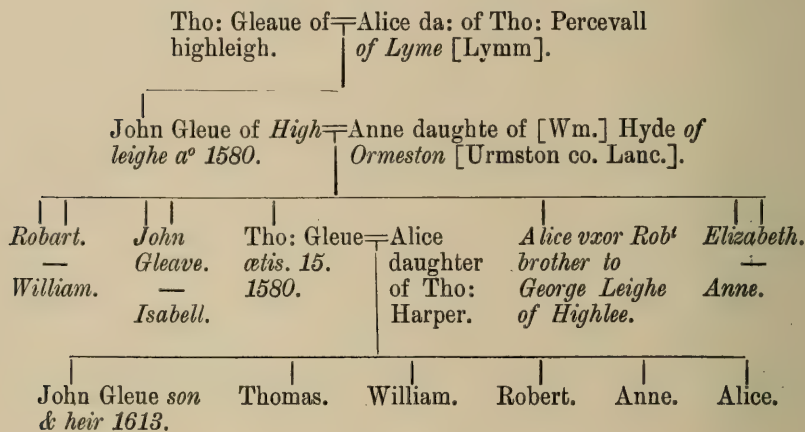 Tho: Gleaue of Alice da: of Tho: Percevall
highleigh. of Lyme [Lymm].
John Gleue of High Anne daughte of [Wm.] Hyde of
leighe aº 1580. Ormeston [Urmston co. Lanc.].
Robart.
—
William.
John
Gleave.
—
Isabell.
Tho: Gleue
ætis. 15.
1580.
Alice
daughter
of Tho:
Harper.
Alice vxor Robᵗ
brother to
George Leighe
of Highlee.
Elizabeth.
—
Anne.
John Gleue son
& heir 1613.
Thomas.
William.
Robert.
Anne.
Alice.